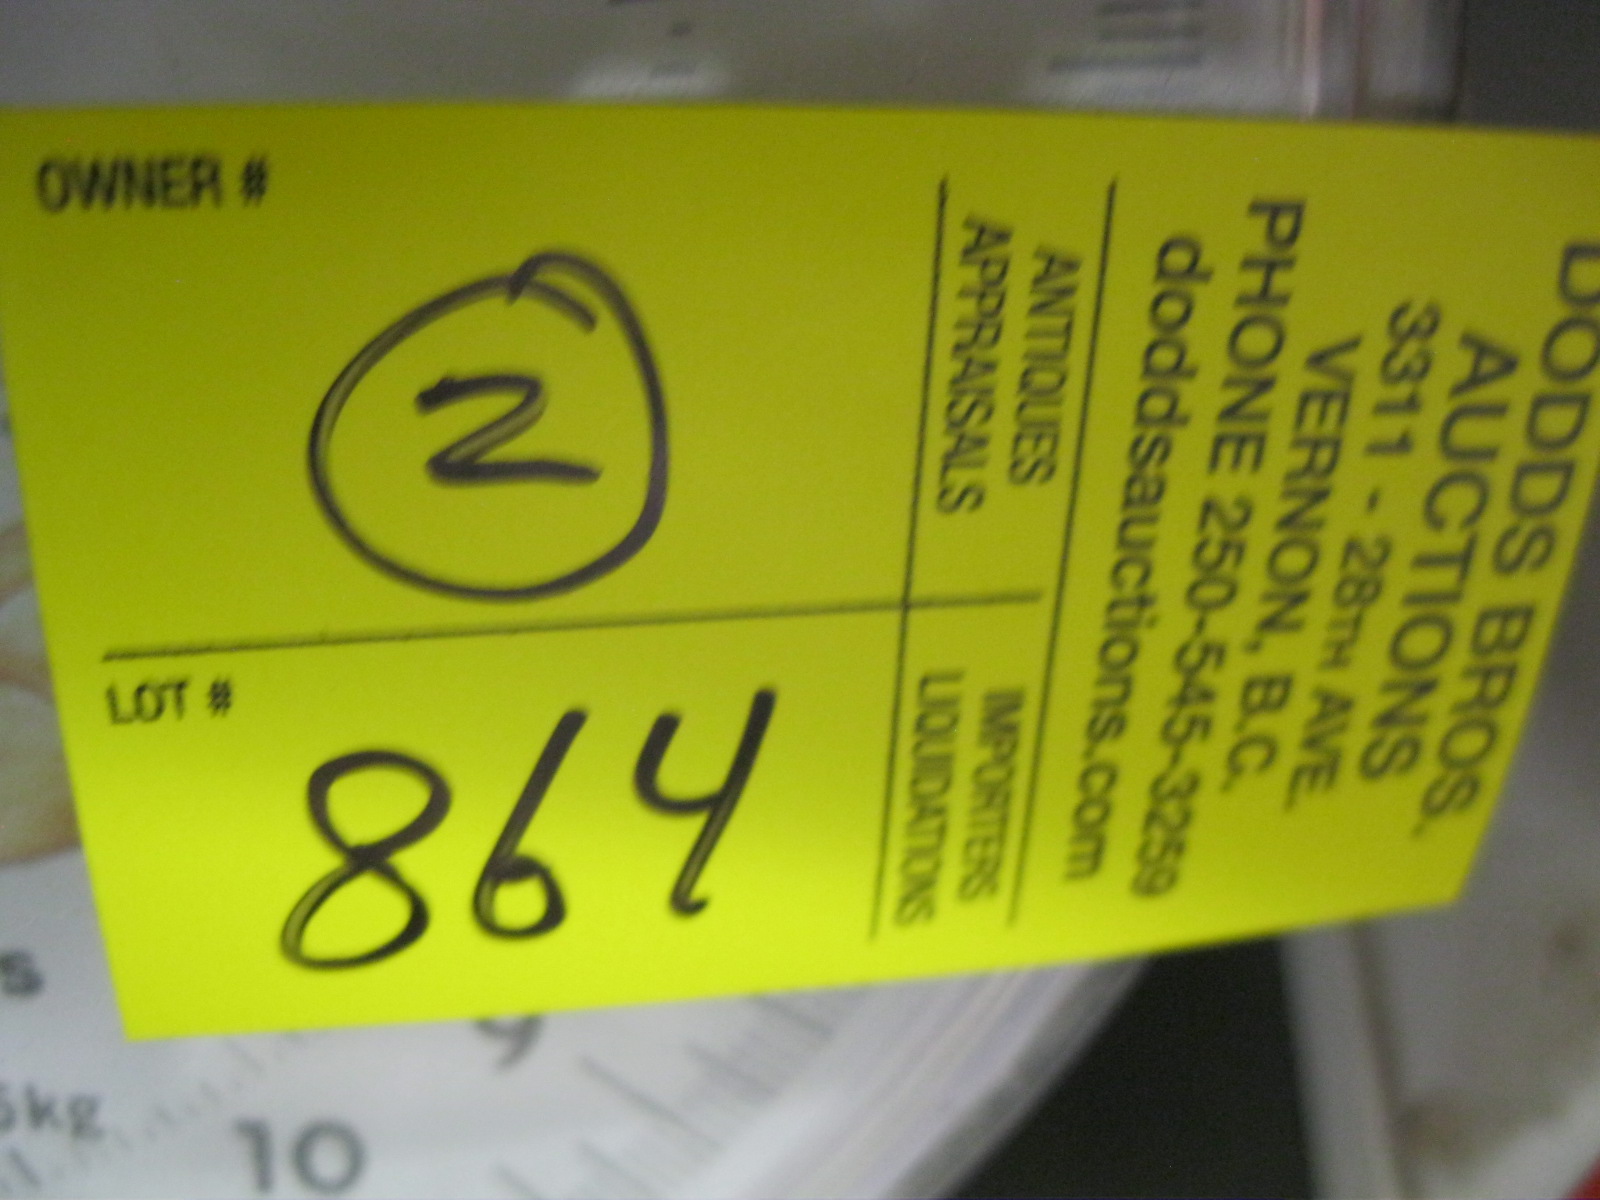 DODDS BROS.
AUCTIONS
3311 - 28TH AVE.
VERNON, B.C.
PHONE 250-545-3259
doddsauctions.com
ANTIQUES
APPRAISALS
IMPORTERS
LIQUIDATIONS
OWNER #
2
LOT #
864
s
9
kg
10